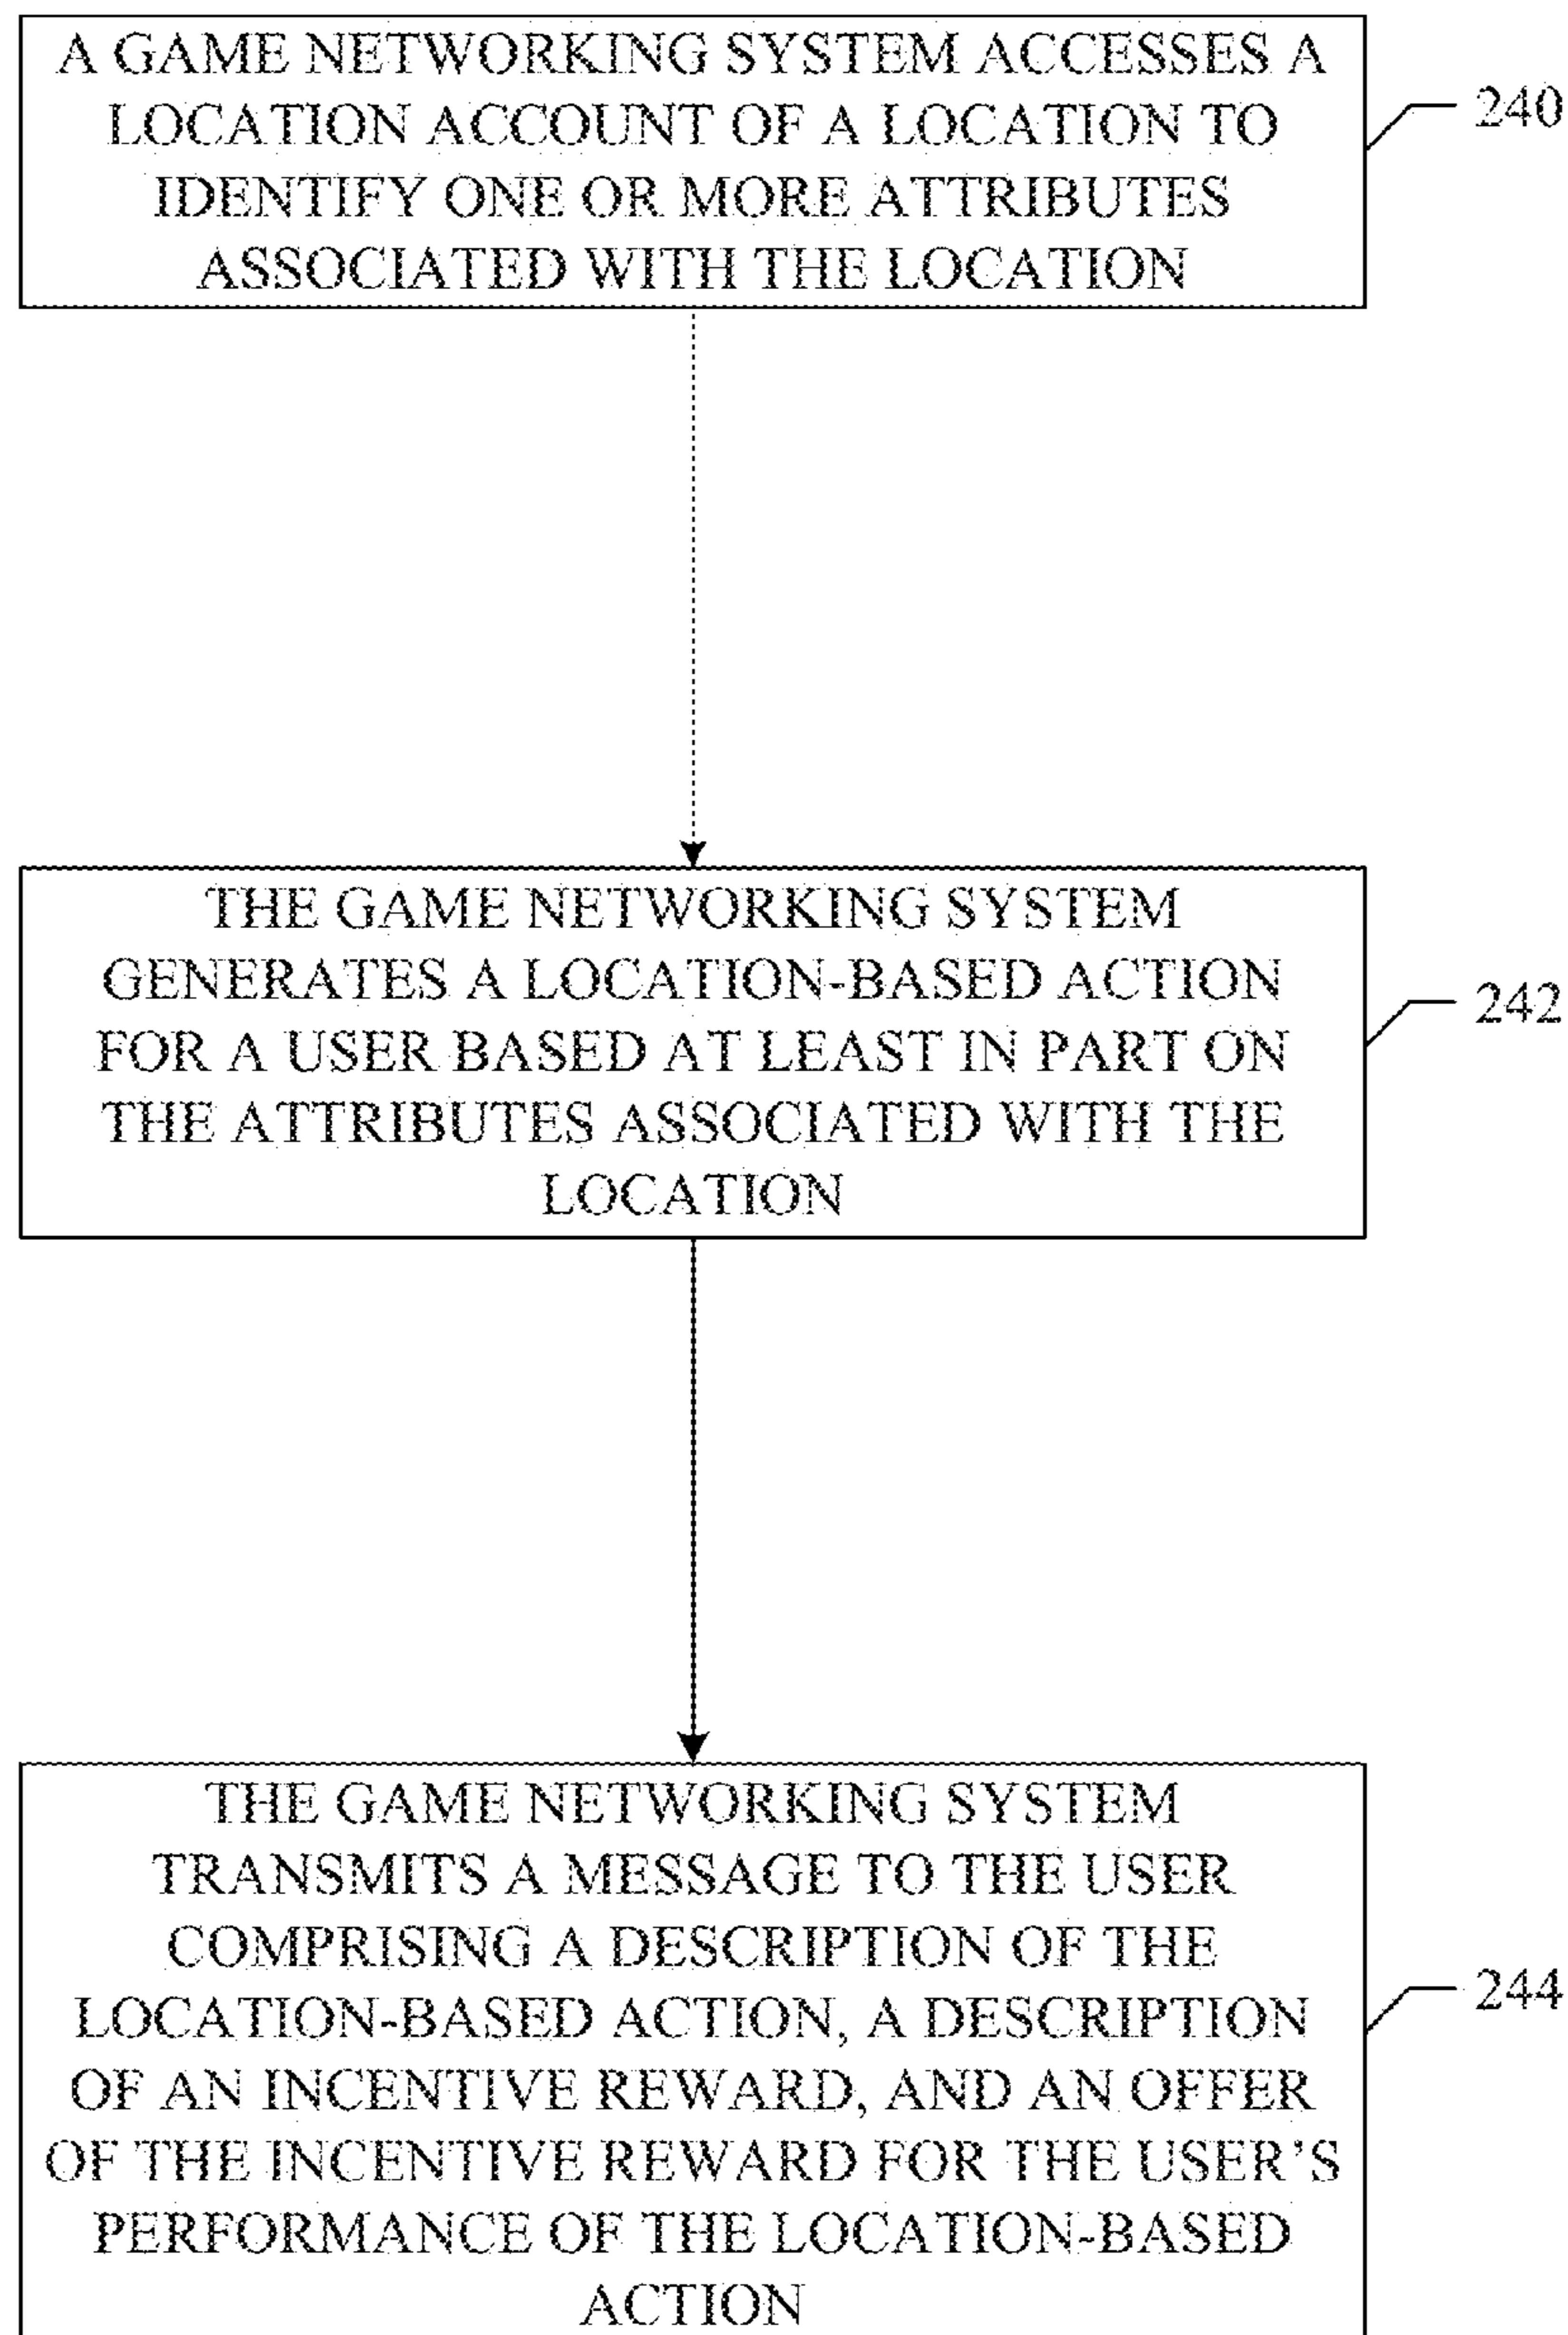 A GAME NETWORKING SYSTEM ACCESSES A
LOCATION ACCOUNT OF A LOCATION TO
IDENTIFY ONE OR MORE ATTRIBUTES
ASSOCIATED WITH THE LOCATION
240
THE GAME NETWORKING SYSTEM
GENERATES A LOCATION-BASED ACTION
FOR A USER BASED AT LEAST IN PART ON
THE ATTRIBUTES ASSOCIATED WITH THE
LOCATION
242
THE GAME NETWORKING SYSTEM
TRANSMITS A MESSAGE TO THE USER
COMPRISING A DESCRIPTION OF THE
LOCATION-BASED ACTION, A DESCRIPTION
OF AN INCENTIVE REWARD, AND AN OFFER
OF THE INCENTIVE REWARD FOR THE USER'S
PERFORMANCE OF THE LOCATION-BASED
ACTION
244